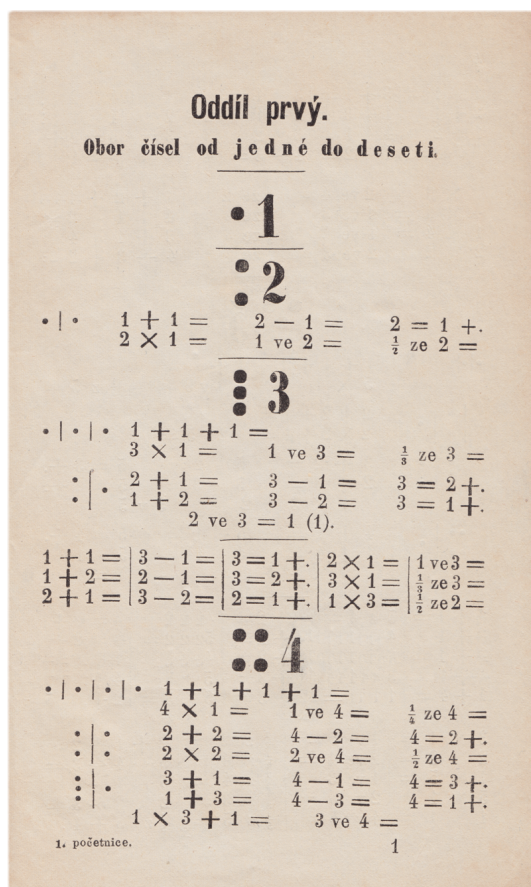 Oddíl prvý.
Obor čísel od jedné do deseti.
• 1
: 2
• | • 1 + 1 = 2 — 1 = 2 = 1 +.
2 × 1 = 1 ve 2 = ½ ze 2 =
⋮ 3
• | • | • 1 + 1 + 1 =
3 × 1 = 1 ve 3 = ⅓ ze 3 =
: | . 2 + 1 = 3 — 1 = 3 = 2 +.
1 + 2 = 3 — 2 = 3 = 1 +.
2 ve 3 = 1 (1).
1 + 1 = | 3 — 1 = | 3 = 1 +. | 2 × 1 = | 1 ve 3 =
1 + 2 = | 2 — 1 = | 3 = 2 +. | 3 × 1 = | ⅓ ze 3 =
2 + 1 = | 3 — 2 = | 2 = 1 +. | 1 × 3 = | ½ ze 2 =
:: 4
• | • | • | • 1 + 1 + 1 + 1 =
4 × 1 = 1 ve 4 = ¼ ze 4 =
: | : 2 + 2 = 4 — 2 = 4 = 2 +.
2 × 2 = 2 ve 4 = ½ ze 4 =
⋮ | • 3 + 1 = 4 — 1 = 4 = 3 +.
1 + 3 = 4 — 3 = 4 = 1 +.
1 × 3 + 1 = 3 ve 4 =
1. početnice. 1